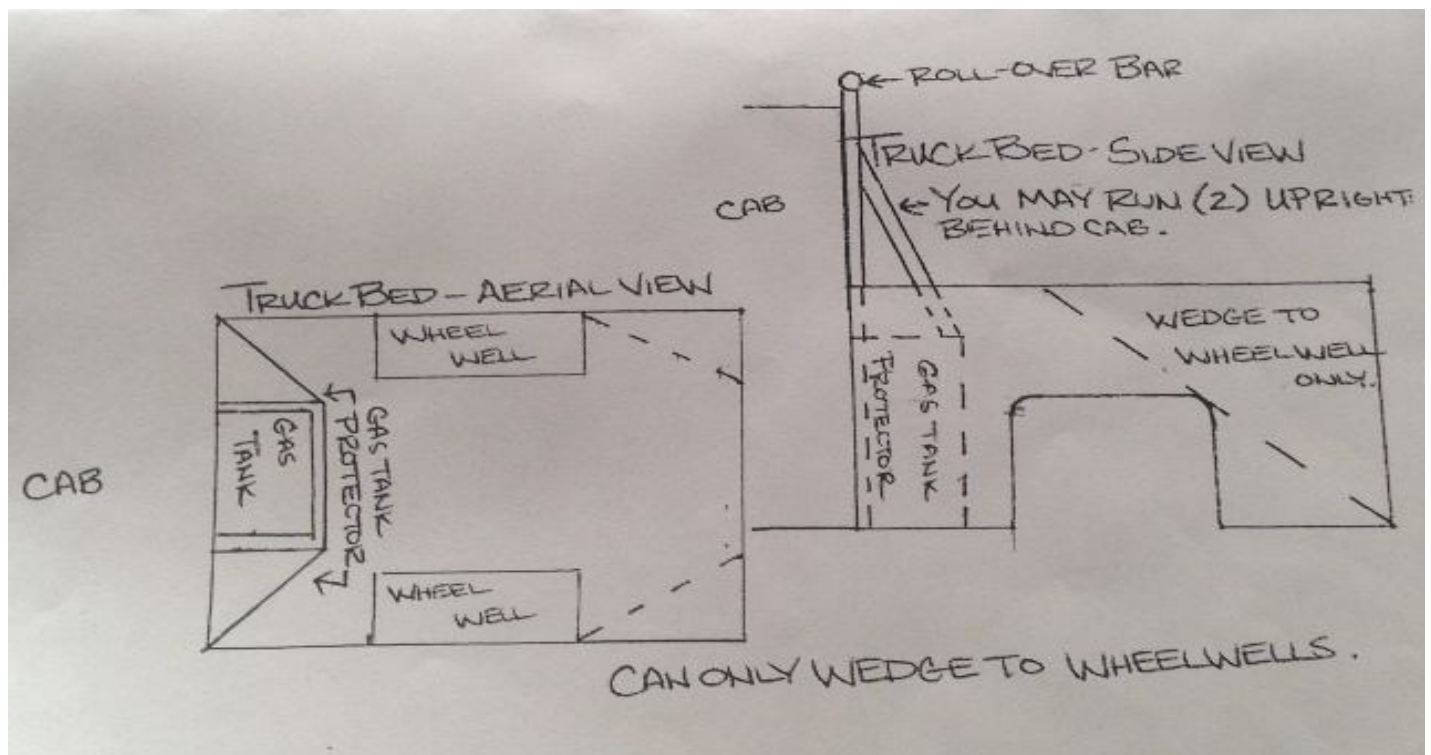 ROLL-OVER BAR
TRUCK BED - SIDE VIEW
CAB
YOU MAY RUN (2) UPRIGHT
BEHIND CAB.
TRUCK BED - AERIAL VIEW
WHEEL
WELL
WEDGE TO
WHEELWELL
ONLY.
GAS TANK
PROTECTOR
GAS
TANK
GAS TANK
PROTECTOR
CAB
WHEEL
WELL
CAN ONLY WEDGE TO WHEELWELLS.